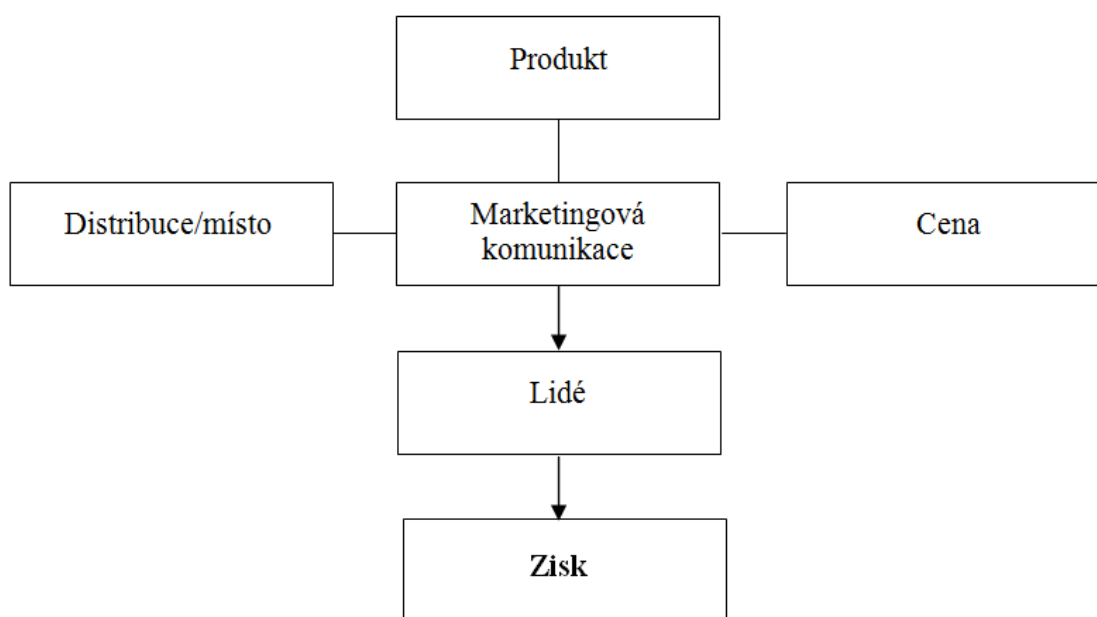 Produkt
Distribuce/místo
Marketingová
komunikace
Cena
Lidé
Zisk